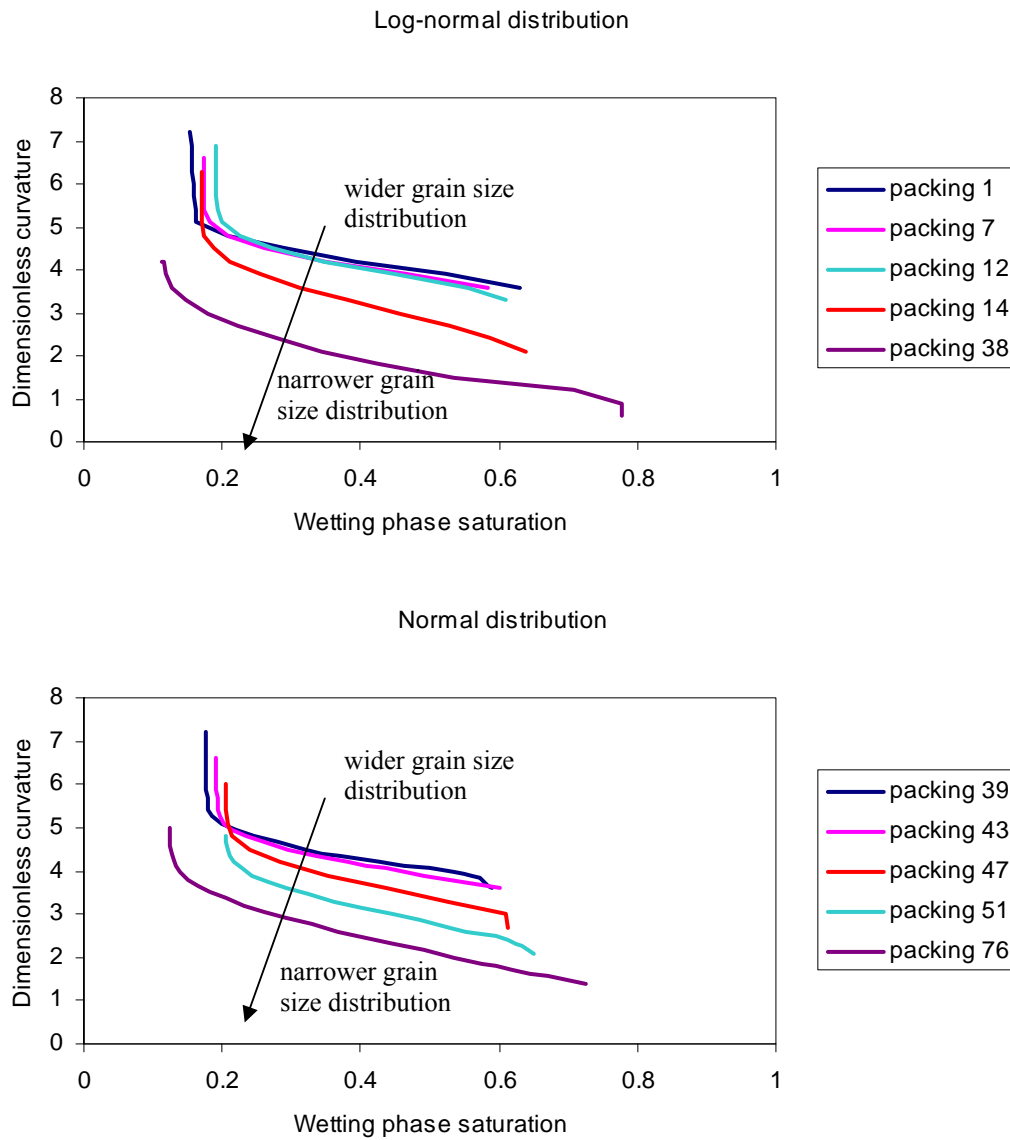 Log-normal distribution
8
7
6
5
4
3
2
1
0
Dimensionless curvature
wider grain size
distribution
narrower grain
size distribution
0
0.2
0.4
0.6
0.8
1
Wetting phase saturation
packing 1
packing 7
packing 12
packing 14
packing 38
Normal distribution
8
7
6
5
4
3
2
1
0
Dimensionless curvature
wider grain size
distribution
narrower grain
size distribution
0
0.2
0.4
0.6
0.8
1
Wetting phase saturation
packing 39
packing 43
packing 47
packing 51
packing 76